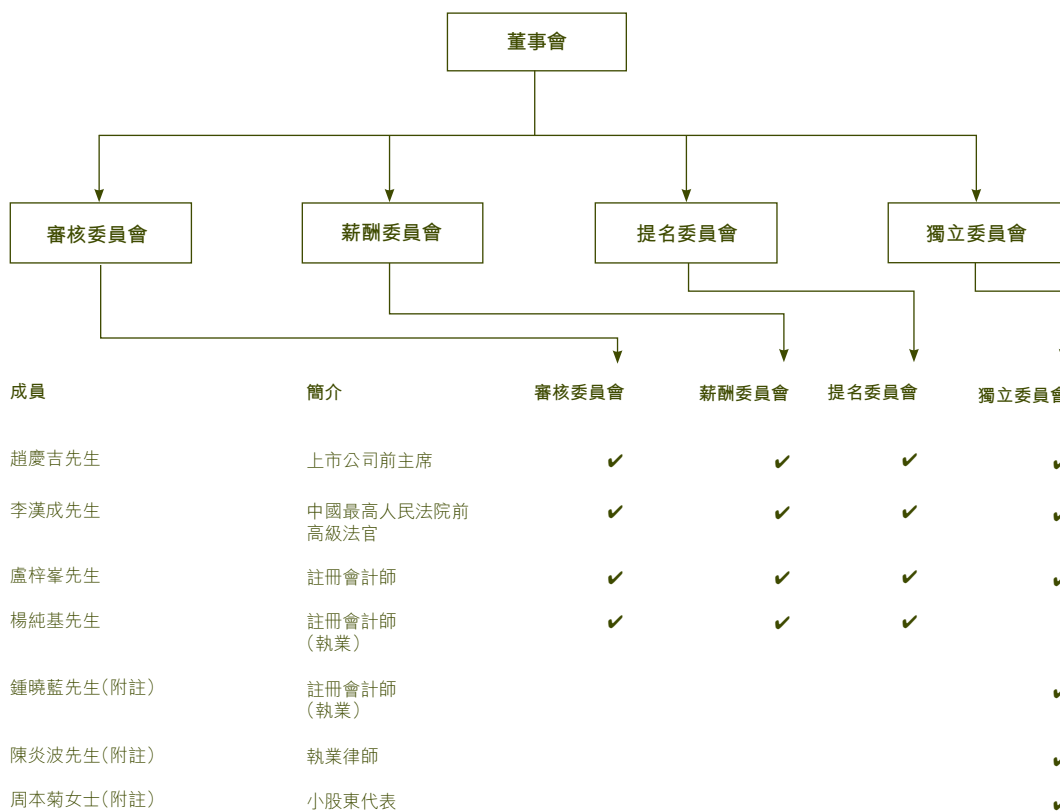 董事會
審核委員會 薪酬委員會 提名委員會 獨立委員會
成員 簡介 審核委員會 薪酬委員會 提名委員會 獨立委員會
趙慶吉先生 上市公司前主席 ✔ ✔ ✔ ✔
李漢成先生 中國最高人民法院前 ✔ ✔ ✔ ✔
高級法官
盧梓峯先生 註冊會計師 ✔ ✔ ✔ ✔
楊純基先生 註冊會計師 ✔ ✔ ✔
（執業）
鍾曉藍先生（附註） 註冊會計師 ✔
（執業）
陳炎波先生（附註） 執業律師 ✔
周本菊女士（附註） 小股東代表 ✔